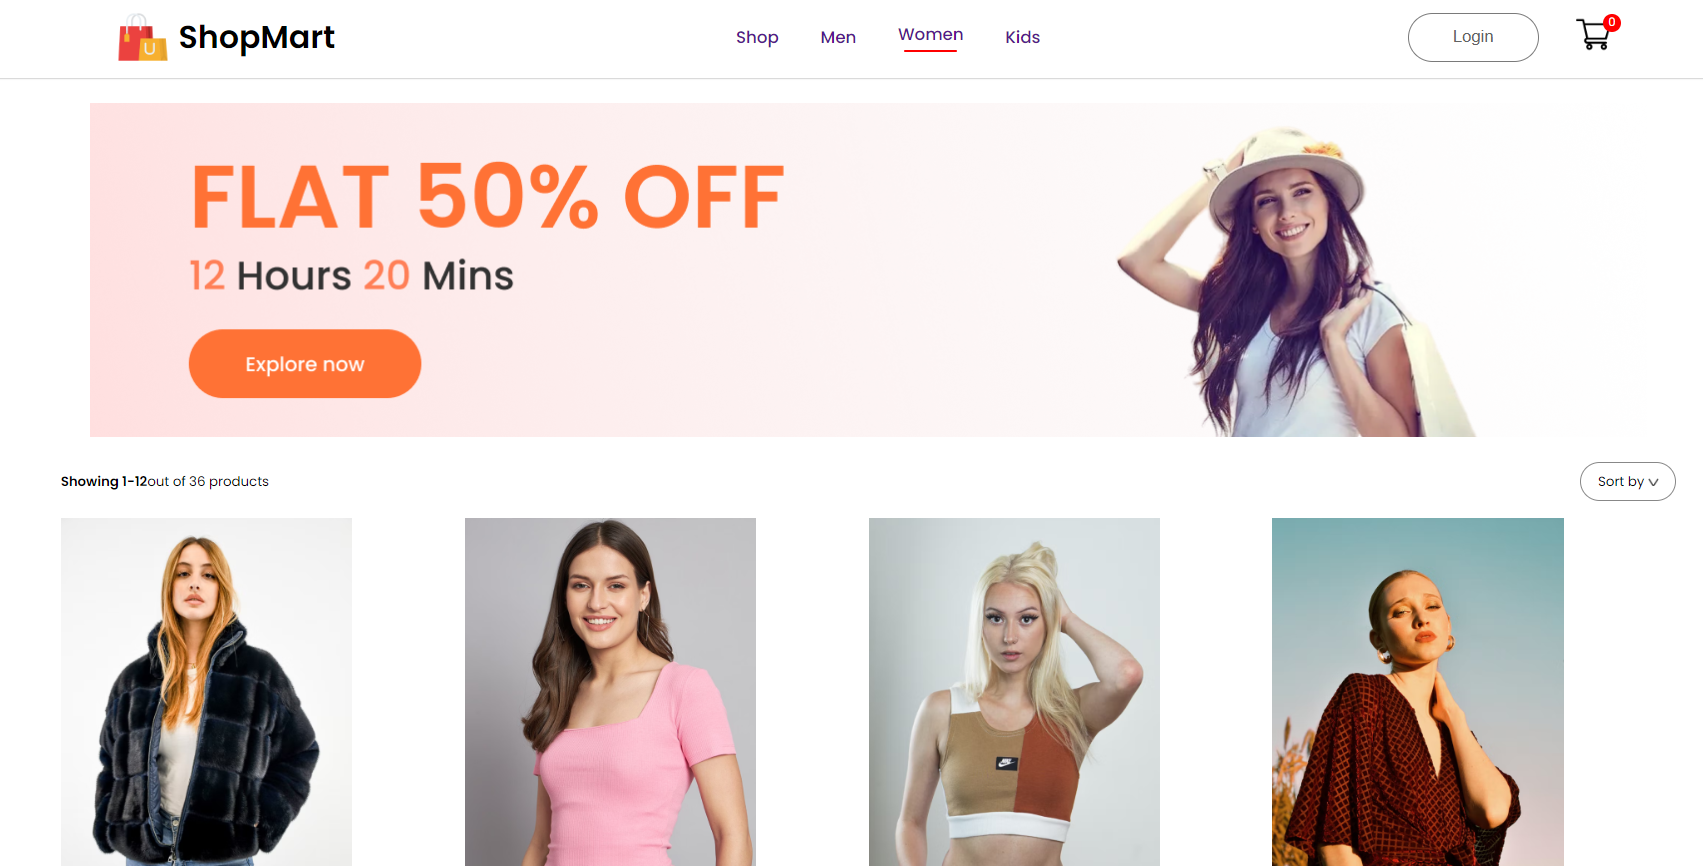 U
ShopMart
Shop
Men
Women
Kids
Login
0
FLAT 50% OFF
12 Hours 20 Mins
Explore now
Showing 1-12out of 36 products
Sort by
NIKE